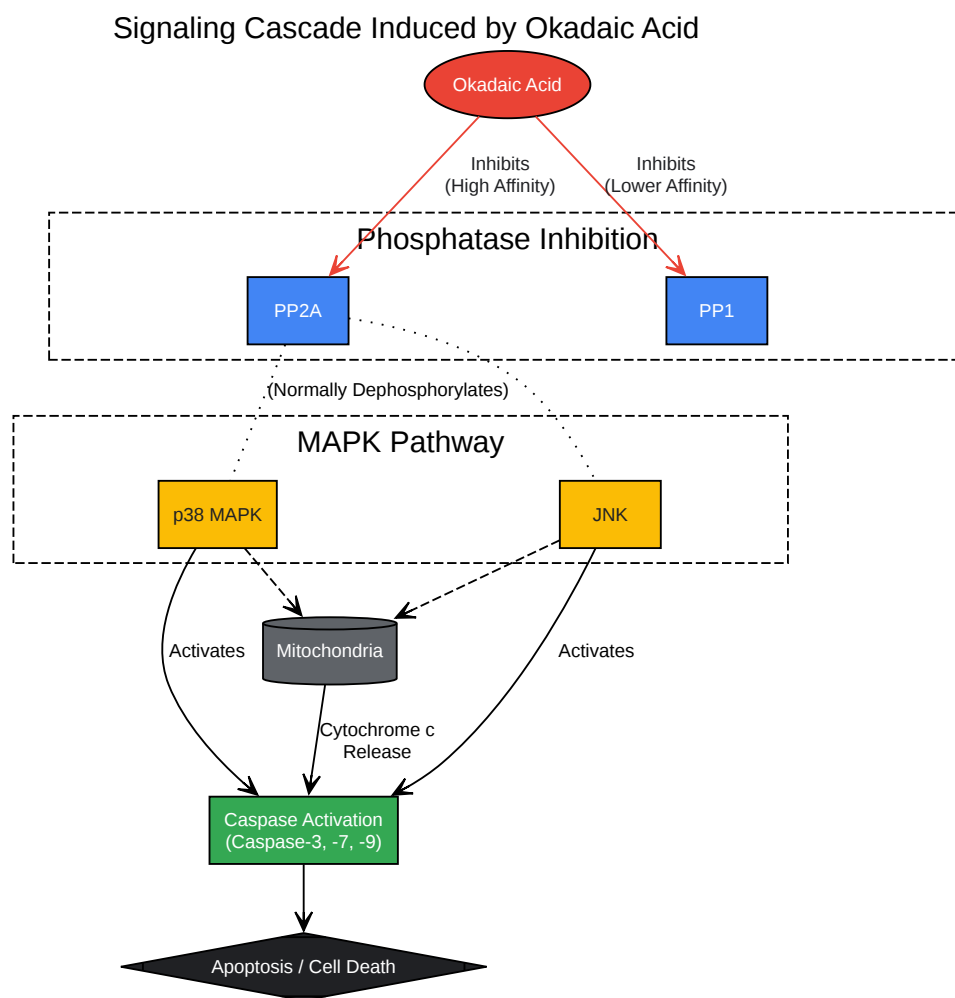 Signaling Cascade Induced by Okadaic Acid
Okadaic Acid
Inhibits
(High Affinity)
Inhibits
(Lower Affinity)
Phosphatase Inhibition
PP2A
PP1
(Normally Dephosphorylates)
MAPK Pathway
p38 MAPK
JNK
Mitochondria
Activates
Activates
Cytochrome c
Release
Caspase Activation
(Caspase-3, -7, -9)
Apoptosis / Cell Death